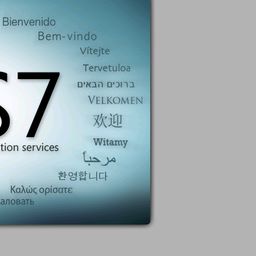 Bienvenido
Bem-vindo
Vítejte
Tervetuloa
ברוכים הבאים
VELKOMEN
S7
欢迎
Witamy
tion services
مرحباً
환영합니다
Καλώς ορίσατε
аловать